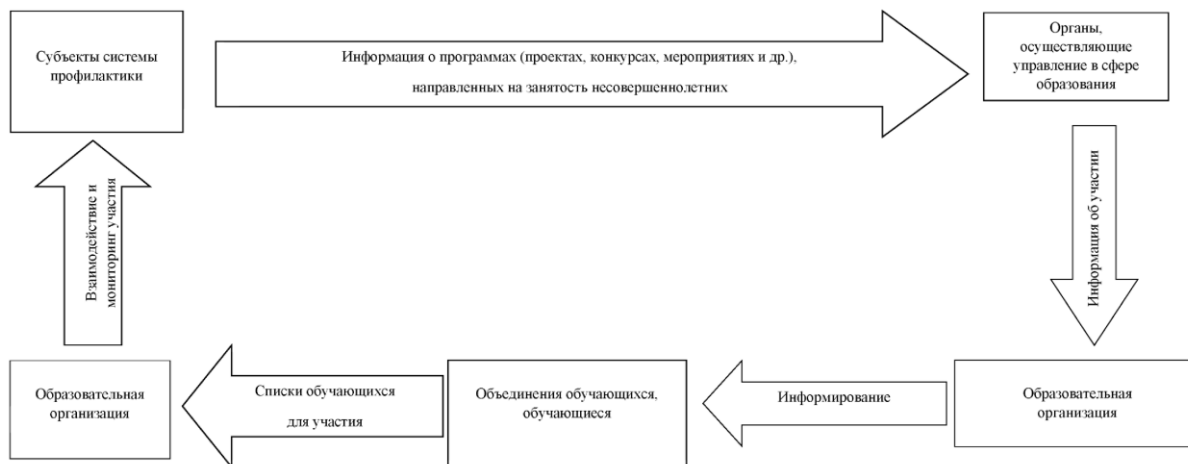 Субъекты системы
профилактики
Информация о программах (проектах, конкурсах, мероприятиях и др.),
направленных на занятость несовершеннолетних
Органы,
осуществляющие
управление в сфере
образования
Информация об участии
Образовательная
организация
Информирование
Объединения обучающихся,
обучающиеся
Списки обучающихся
для участия
Образовательная
организация
Взаимодействие и
мониторинг участия